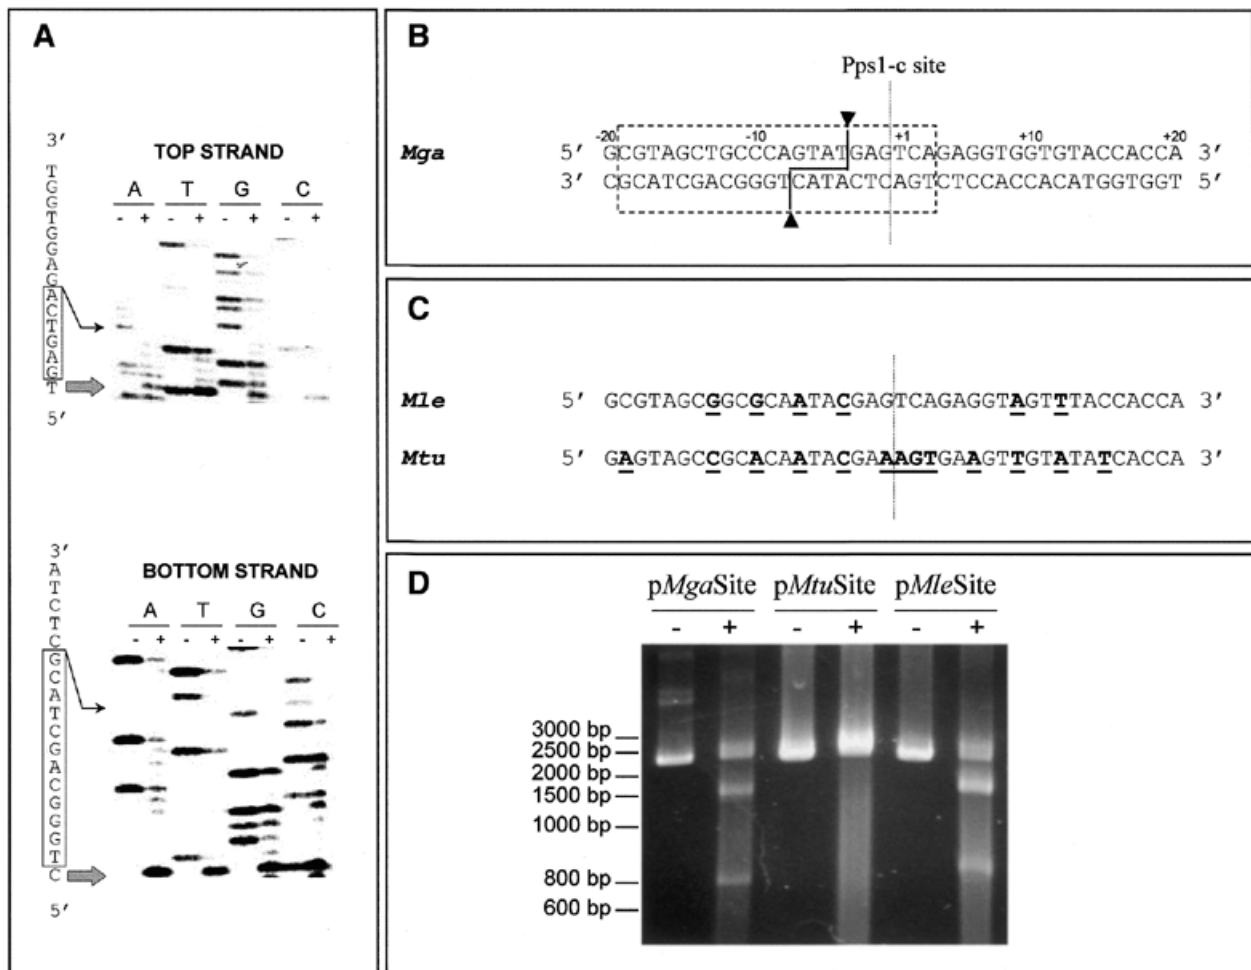 A
3'
T
G
G
T
G
G
A
G
A
C
T
G
A
G
T
5'
TOP STRAND
A T G C
- + - + - + - +
3'
A
T
C
T
C
G
C
A
T
C
G
A
C
G
G
G
T
C
5'
BOTTOM STRAND
A T G C
- + - + - + - +
B
Pps1-c site
-20 -10 +1 +10 +20
Mga 5' GCGTAGCTGCCCAGTATGAGTCAGAGGTGGTGTACCACCA 3'
3' CGCATCGACGGGTCATACTCAGTCTCCACCACATGGTGGT 5'
C
Mle 5' GCGTAGCGGCGCAATACGAGTCAGAGGTAGTTTACCACCA 3'
Mtu 5' GAGTAGCCGCACAATACGAAAGTGAAGTTGTATATCACCA 3'
D
pMgaSite pMtuSite pMleSite
- + - + - +
3000 bp
2500 bp
2000 bp
1500 bp
1000 bp
800 bp
600 bp